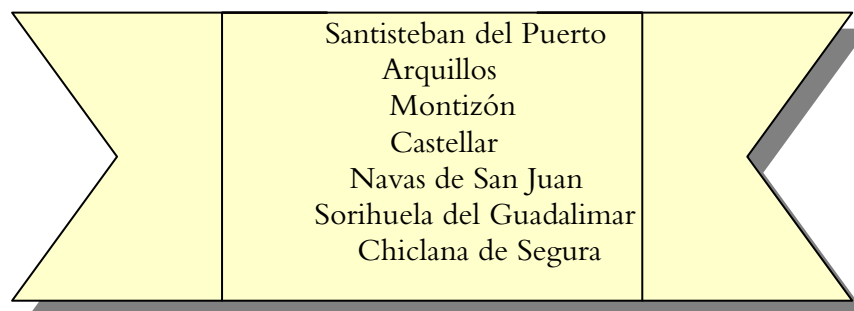 Santisteban del Puerto
Arquillos
Montizón
Castellar
Navas de San Juan
Sorihuela del Guadalimar
Chiclana de Segura